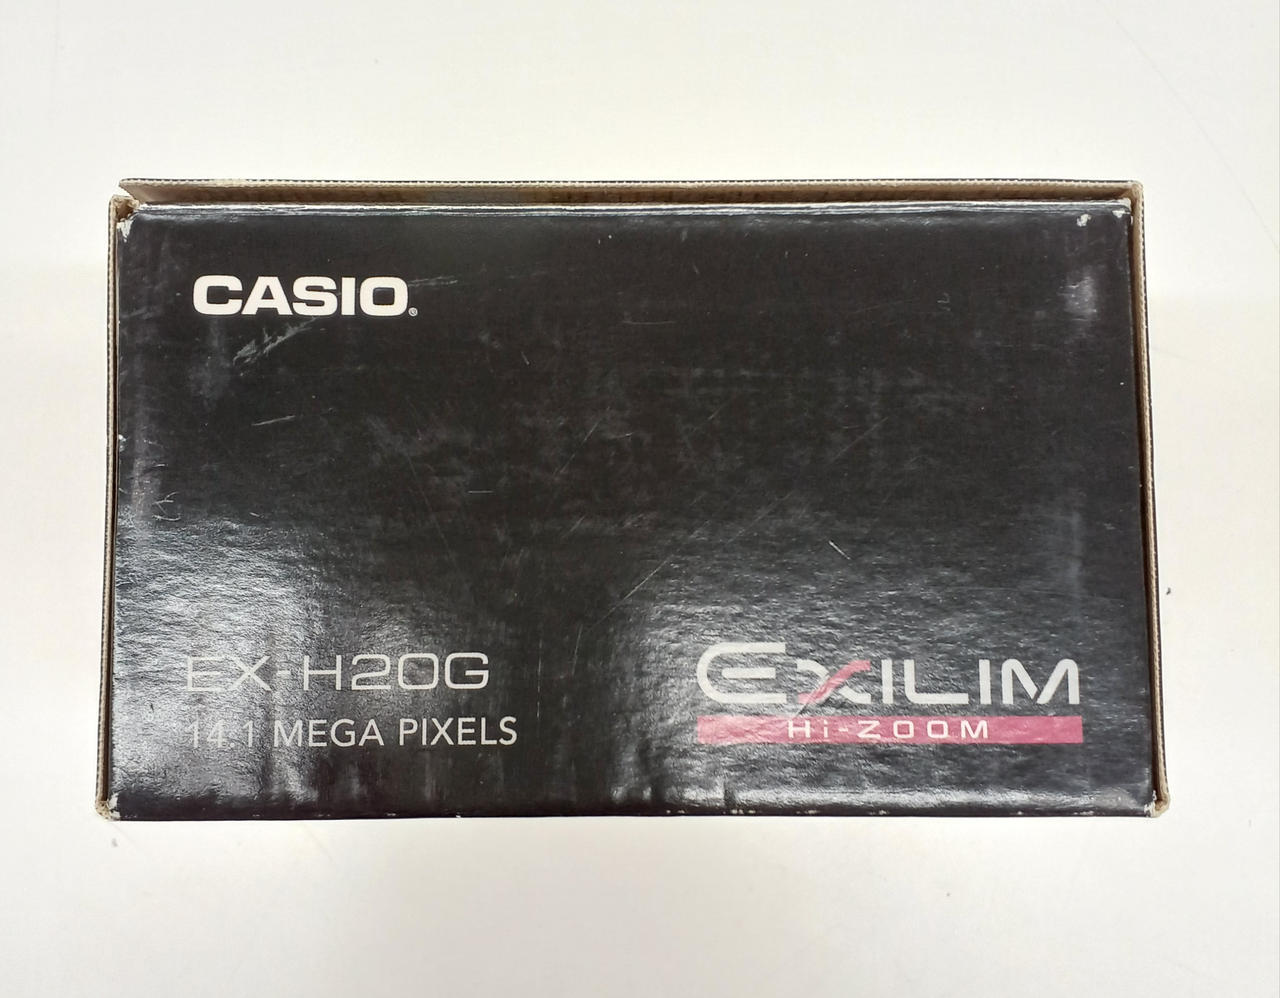 CASIO®
EX-H20G
14.1 MEGA PIXELS
EXILIM
Hi-ZOOM